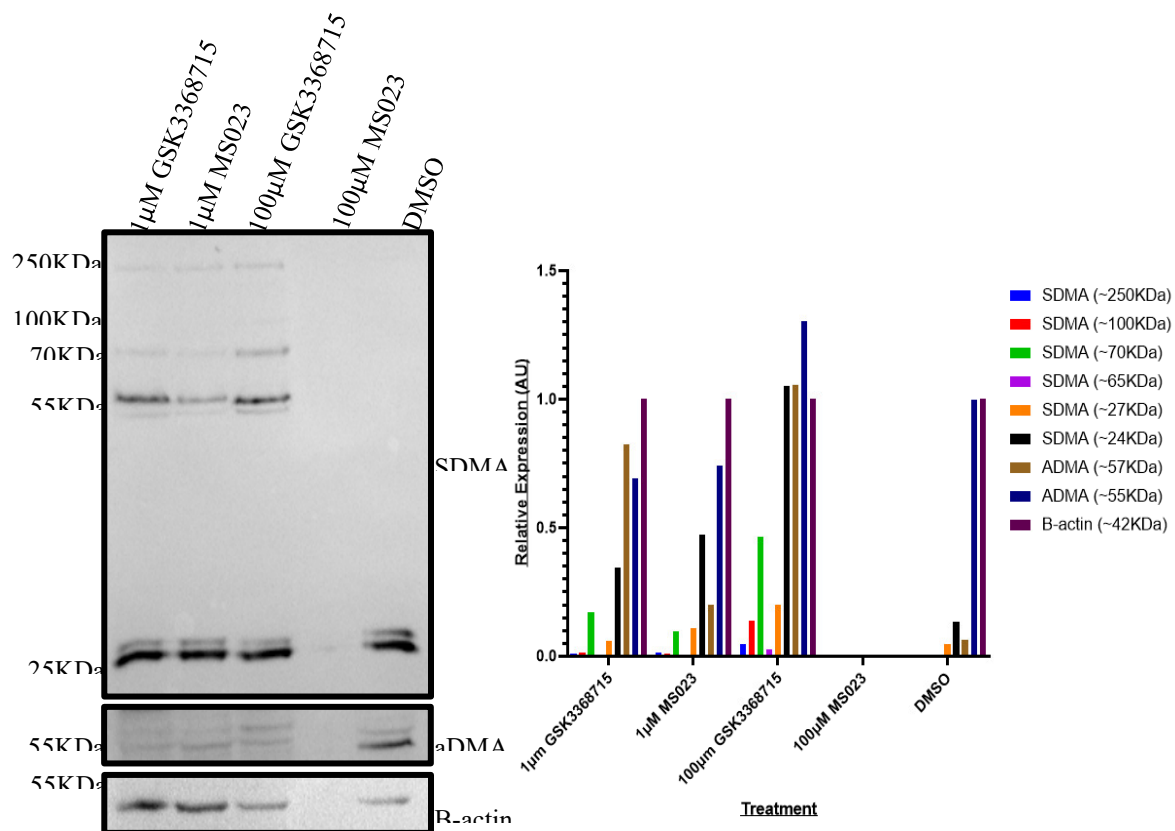 1µM GSK3368715
1µM MS023
100µM GSK3368715
100µM MS023
DMSO
250KDa
100KDa
70KDa
55KDa
SDMA
25KDa
55KDa
aDMA
55KDa
B-actin
1.5
1.0
0.5
0.0
Relative Expression (AU)
1µm GSK3368715
1µM MS023
100µm GSK3368715
100µM MS023
DMSO
Treatment
SDMA (~250KDa)
SDMA (~100KDa)
SDMA (~70KDa)
SDMA (~65KDa)
SDMA (~27KDa)
SDMA (~24KDa)
ADMA (~57KDa)
ADMA (~55KDa)
B-actin (~42KDa)